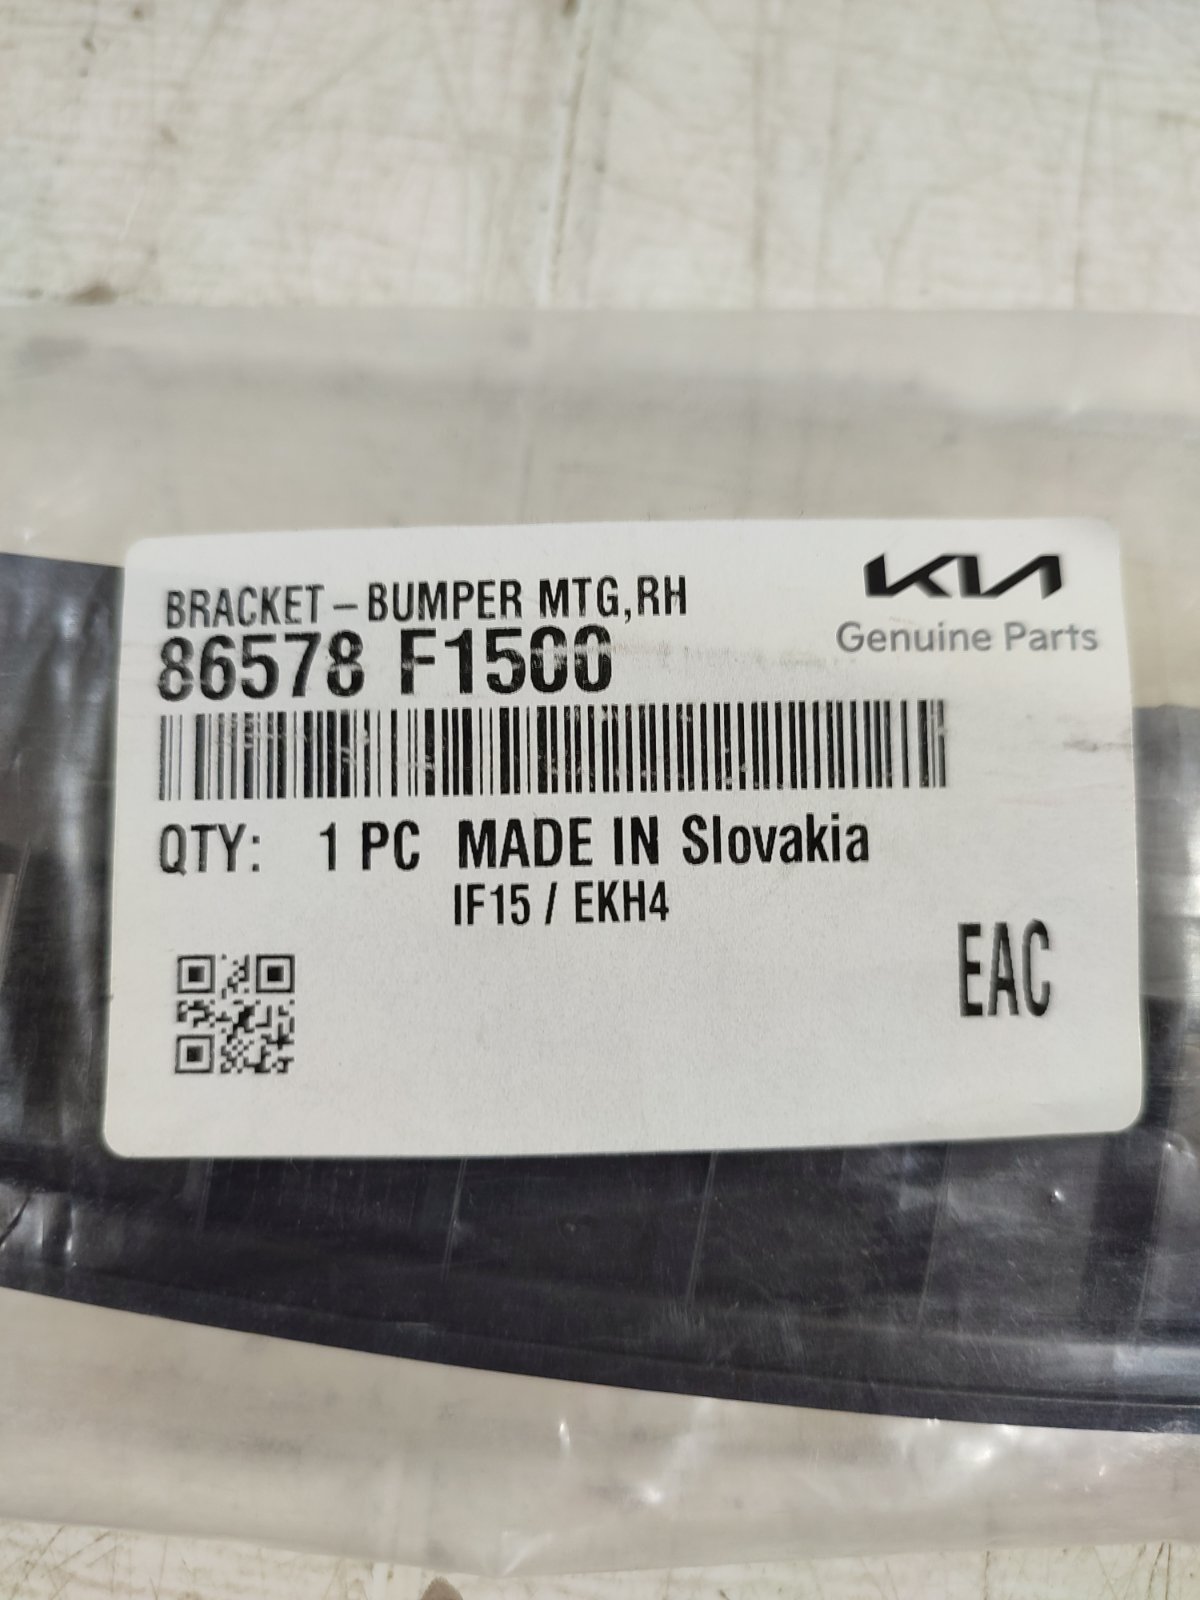 BRACKET-BUMPER MTG,RH
KIA
86578 F1500
Genuine Parts
QTY: 1 PC MADE IN Slovakia
IF15 / EKH4
EAC